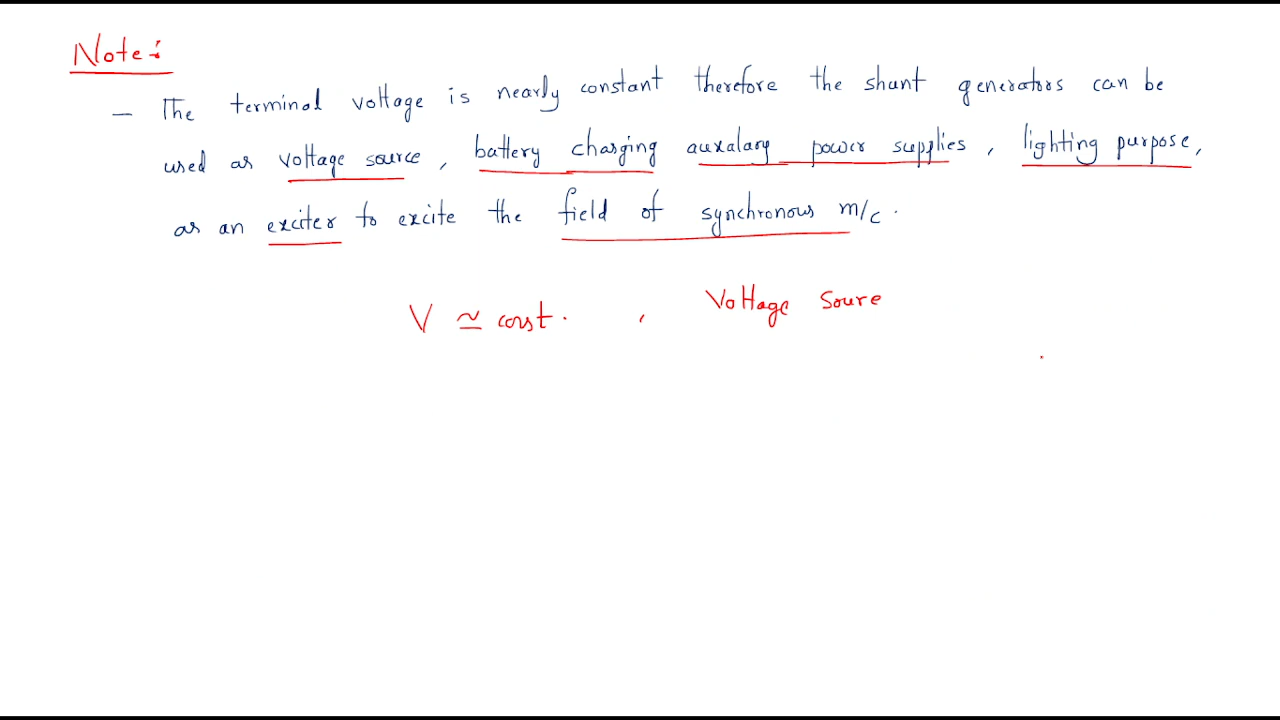 Note:
- The terminal voltage is nearly constant therefore the shunt generators can be
used as voltage source, battery charging auxalary power supplies, lighting purpose,
as an exciter to excite the field of synchronous m/c.
V ≃ const. , Voltage Soure